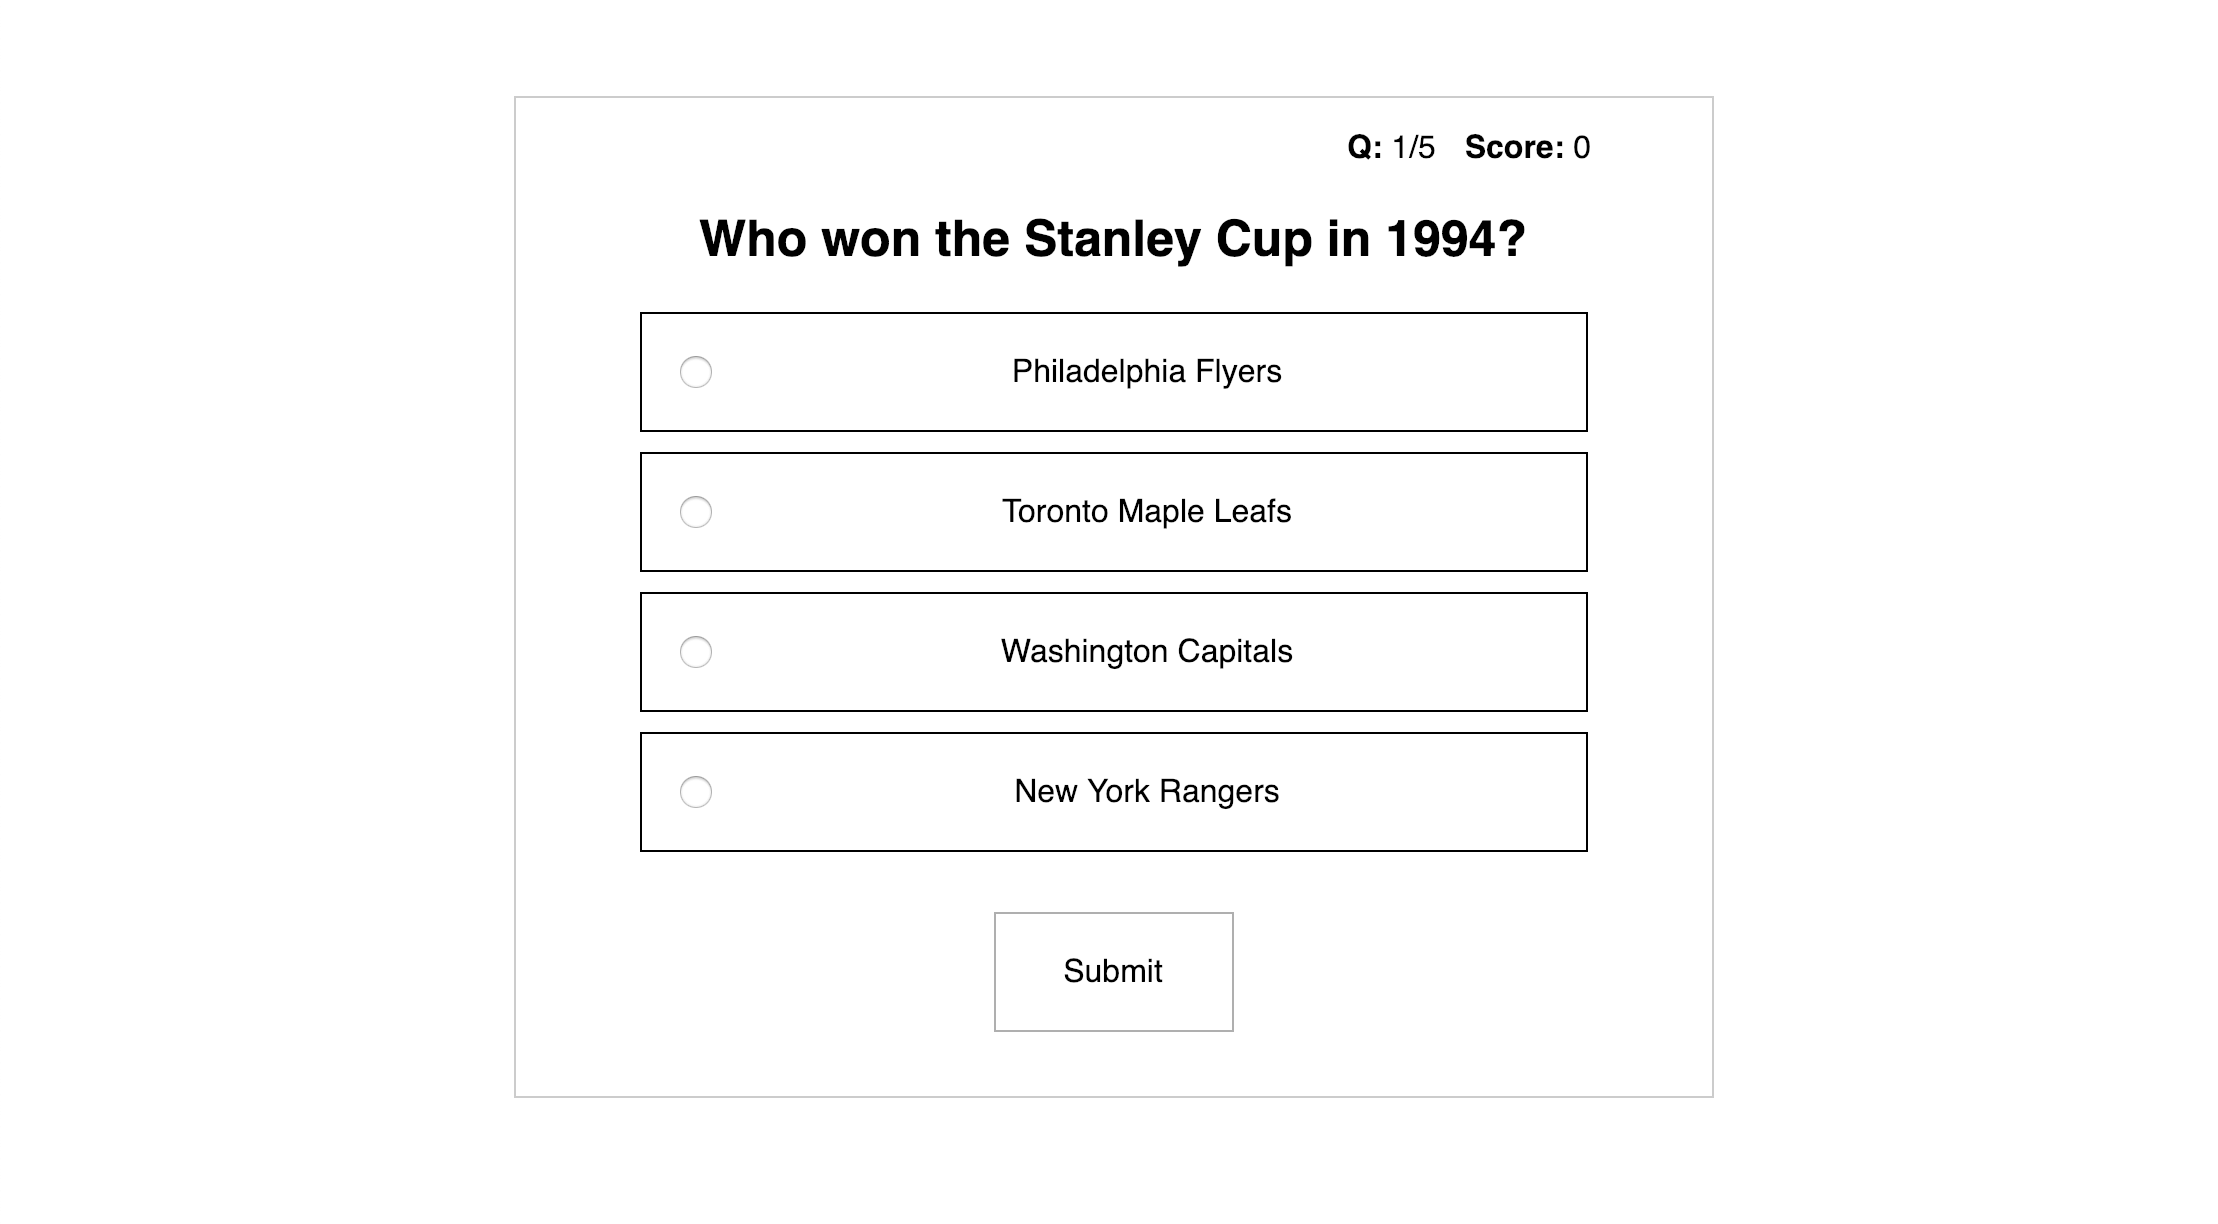 Q: 1/5 Score: 0
Who won the Stanley Cup in 1994?
Philadelphia Flyers
Toronto Maple Leafs
Washington Capitals
New York Rangers
Submit